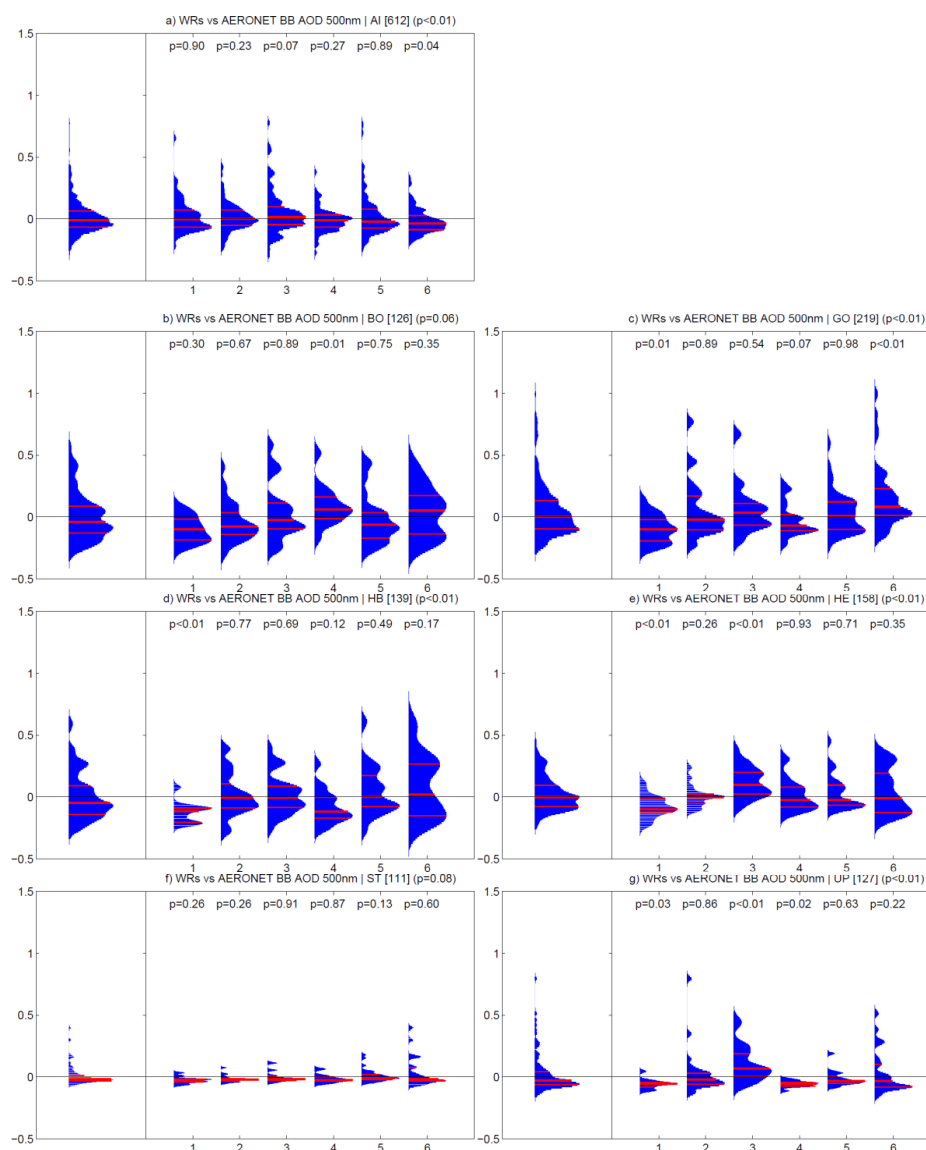 a) WRs vs AERONET BB AOD 500nm | AI [612] (p<0.01)
p=0.90 p=0.23 p=0.07 p=0.27 p=0.89 p=0.04
1.5
1
0.5
0
−0.5
1 2 3 4 5 6
b) WRs vs AERONET BB AOD 500nm | BO [126] (p=0.06)
p=0.30 p=0.67 p=0.89 p=0.01 p=0.75 p=0.35
1.5
1
0.5
0
−0.5
1 2 3 4 5 6
c) WRs vs AERONET BB AOD 500nm | GO [219] (p<0.01)
p=0.01 p=0.89 p=0.54 p=0.07 p=0.98 p<0.01
1.5
1
0.5
0
−0.5
1 2 3 4 5 6
d) WRs vs AERONET BB AOD 500nm | HB [139] (p<0.01)
p<0.01 p=0.77 p=0.69 p=0.12 p=0.49 p=0.17
1.5
1
0.5
0
−0.5
1 2 3 4 5 6
e) WRs vs AERONET BB AOD 500nm | HE [158] (p<0.01)
p<0.01 p=0.26 p<0.01 p=0.93 p=0.71 p=0.35
1.5
1
0.5
0
−0.5
1 2 3 4 5 6
f) WRs vs AERONET BB AOD 500nm | ST [111] (p=0.08)
p=0.26 p=0.26 p=0.91 p=0.87 p=0.13 p=0.60
1.5
1
0.5
0
−0.5
1 2 3 4 5 6
g) WRs vs AERONET BB AOD 500nm | UP [127] (p<0.01)
p=0.03 p=0.86 p<0.01 p=0.02 p=0.63 p=0.22
1.5
1
0.5
0
−0.5
1 2 3 4 5 6